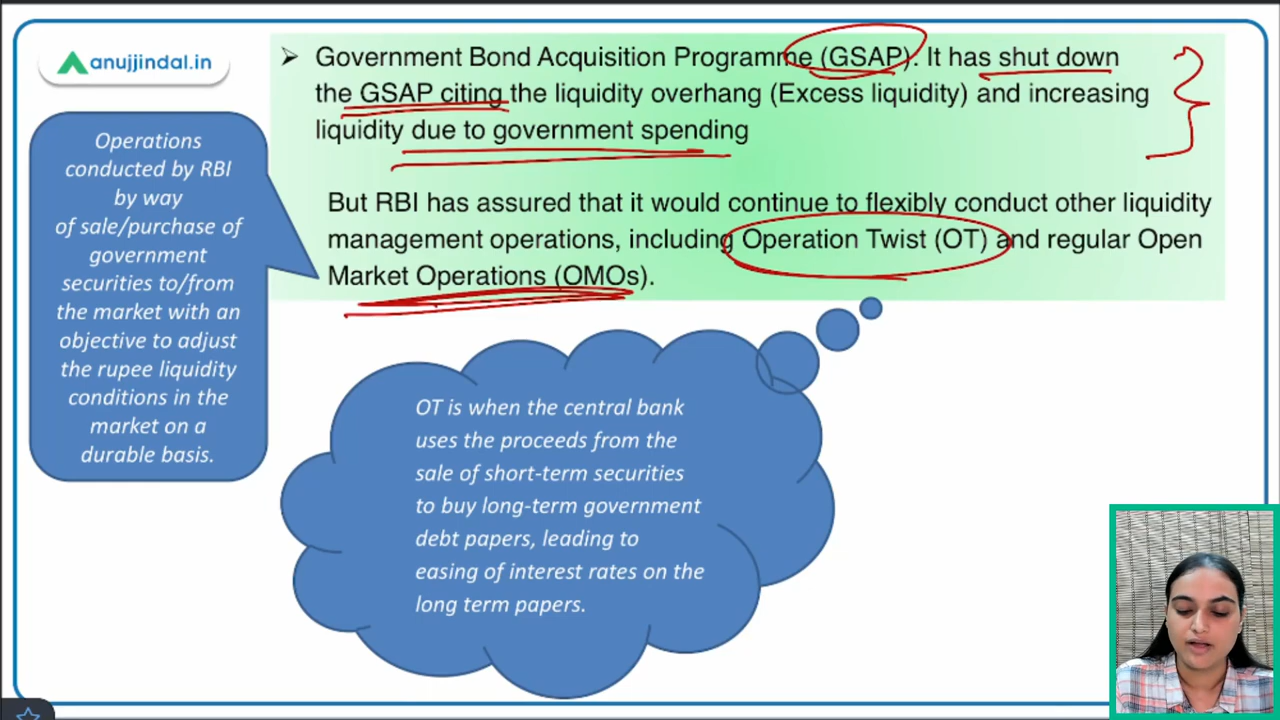 anujjindal.in
Government Bond Acquisition Programme (GSAP). It has shut down
the GSAP citing the liquidity overhang (Excess liquidity) and increasing
liquidity due to government spending
But RBI has assured that it would continue to flexibly conduct other liquidity
management operations, including Operation Twist (OT) and regular Open
Market Operations (OMOs).
Operations
conducted by RBI
by way
of sale/purchase of
government
securities to/from
the market with an
objective to adjust
the rupee liquidity
conditions in the
market on a
durable basis.
OT is when the central bank
uses the proceeds from the
sale of short-term securities
to buy long-term government
debt papers, leading to
easing of interest rates on the
long term papers.